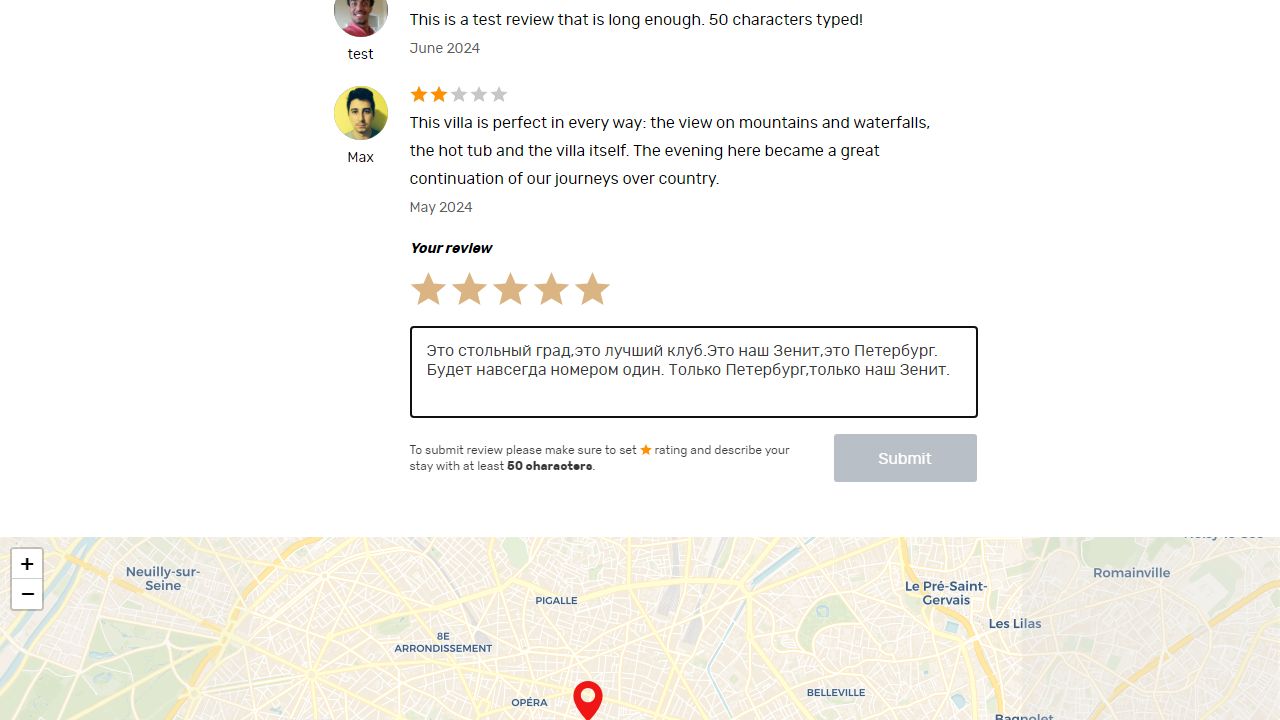 This is a test review that is long enough. 50 characters typed!
June 2024
test
This villa is perfect in every way: the view on mountains and waterfalls,
the hot tub and the villa itself. The evening here became a great
continuation of our journeys over country.
May 2024
Max
Your review
Это стольный град,это лучший клуб.Это наш Зенит,это Петербург.
Будет навсегда номером один. Только Петербург,только наш Зенит.
To submit review please make sure to set rating and describe your
stay with at least 50 characters.
Submit
+
−
Neuilly-sur-
Seine
PIGALLE
8E
ARRONDISSEMENT
OPÉRA
Le Pré-Saint-
Gervais
Romainville
Les Lilas
BELLEVILLE
Bagnolet